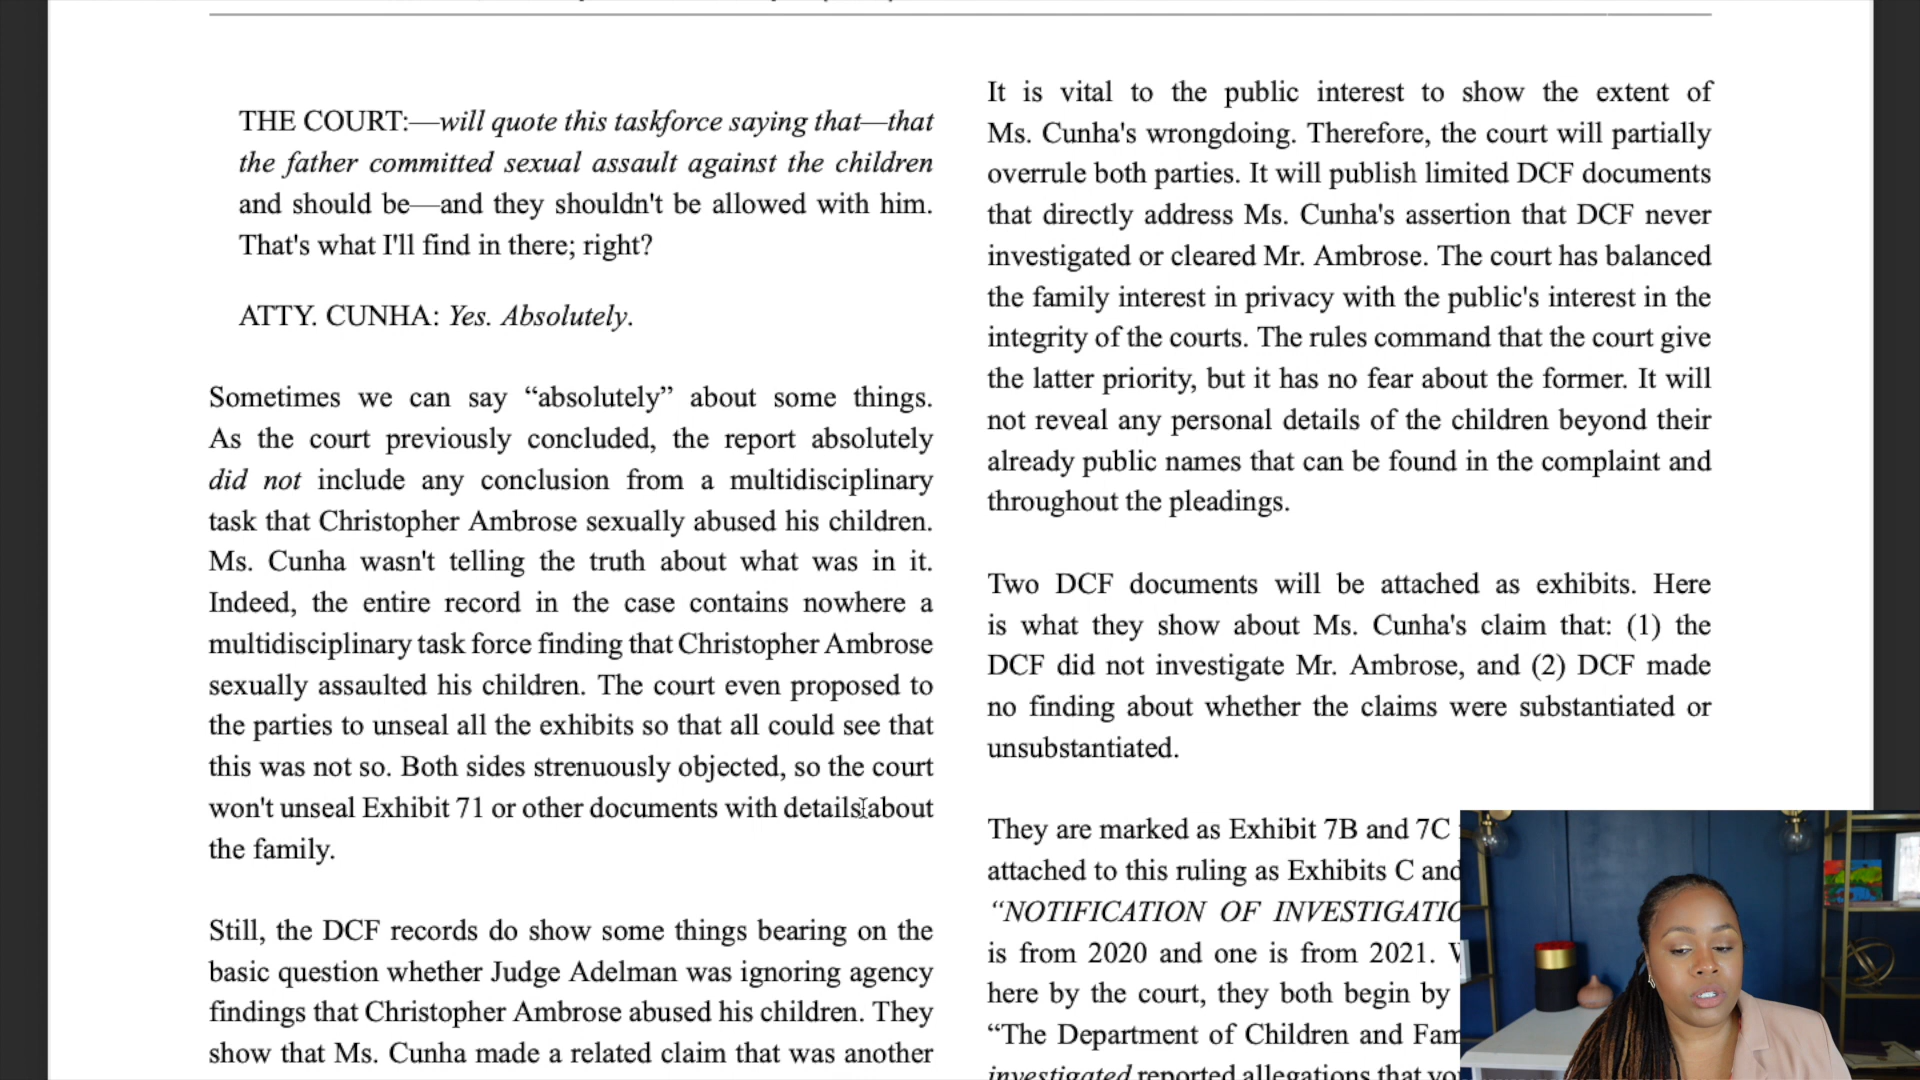 THE COURT:—will quote this taskforce saying that—that
the father committed sexual assault against the children
and should be—and they shouldn't be allowed with him.
That's what I'll find in there; right?
ATTY. CUNHA: Yes. Absolutely.
Sometimes we can say “absolutely” about some things.
As the court previously concluded, the report absolutely
did not include any conclusion from a multidisciplinary
task that Christopher Ambrose sexually abused his children.
Ms. Cunha wasn't telling the truth about what was in it.
Indeed, the entire record in the case contains nowhere a
multidisciplinary task force finding that Christopher Ambrose
sexually assaulted his children. The court even proposed to
the parties to unseal all the exhibits so that all could see that
this was not so. Both sides strenuously objected, so the court
won't unseal Exhibit 71 or other documents with details about
the family.
Still, the DCF records do show some things bearing on the
basic question whether Judge Adelman was ignoring agency
findings that Christopher Ambrose abused his children. They
show that Ms. Cunha made a related claim that was another
It is vital to the public interest to show the extent of
Ms. Cunha's wrongdoing. Therefore, the court will partially
overrule both parties. It will publish limited DCF documents
that directly address Ms. Cunha's assertion that DCF never
investigated or cleared Mr. Ambrose. The court has balanced
the family interest in privacy with the public's interest in the
integrity of the courts. The rules command that the court give
the latter priority, but it has no fear about the former. It will
not reveal any personal details of the children beyond their
already public names that can be found in the complaint and
throughout the pleadings.
Two DCF documents will be attached as exhibits. Here
is what they show about Ms. Cunha's claim that: (1) the
DCF did not investigate Mr. Ambrose, and (2) DCF made
no finding about whether the claims were substantiated or
unsubstantiated.
They are marked as Exhibit 7B and 7C
attached to this ruling as Exhibits C and
“NOTIFICATION OF INVESTIGATIO
is from 2020 and one is from 2021.
here by the court, they both begin by
“The Department of Children and Fam
investigated reported allegations that yo